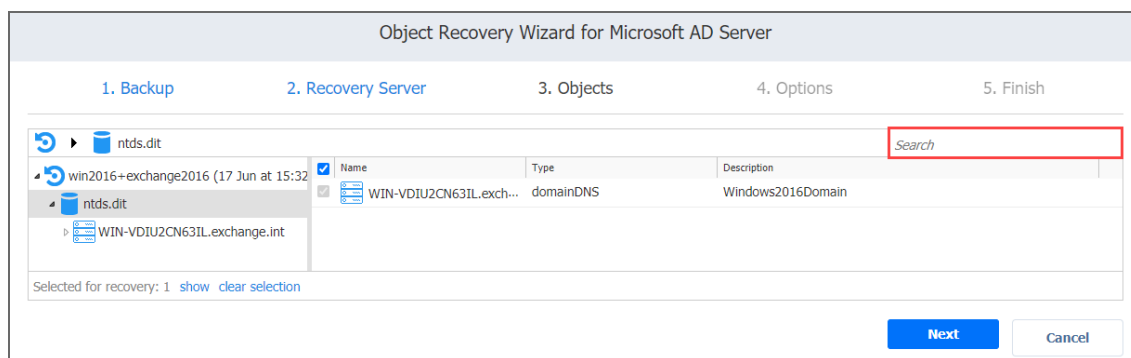 Object Recovery Wizard for Microsoft AD Server
1. Backup 2. Recovery Server 3. Objects 4. Options 5. Finish
ntds.dit
Search
win2016+exchange2016 (17 Jun at 15:32
Name Type Description
WIN-VDIU2CN63IL.exch... domainDNS Windows2016Domain
ntds.dit
WIN-VDIU2CN63IL.exchange.int
Selected for recovery: 1 show clear selection
Next Cancel